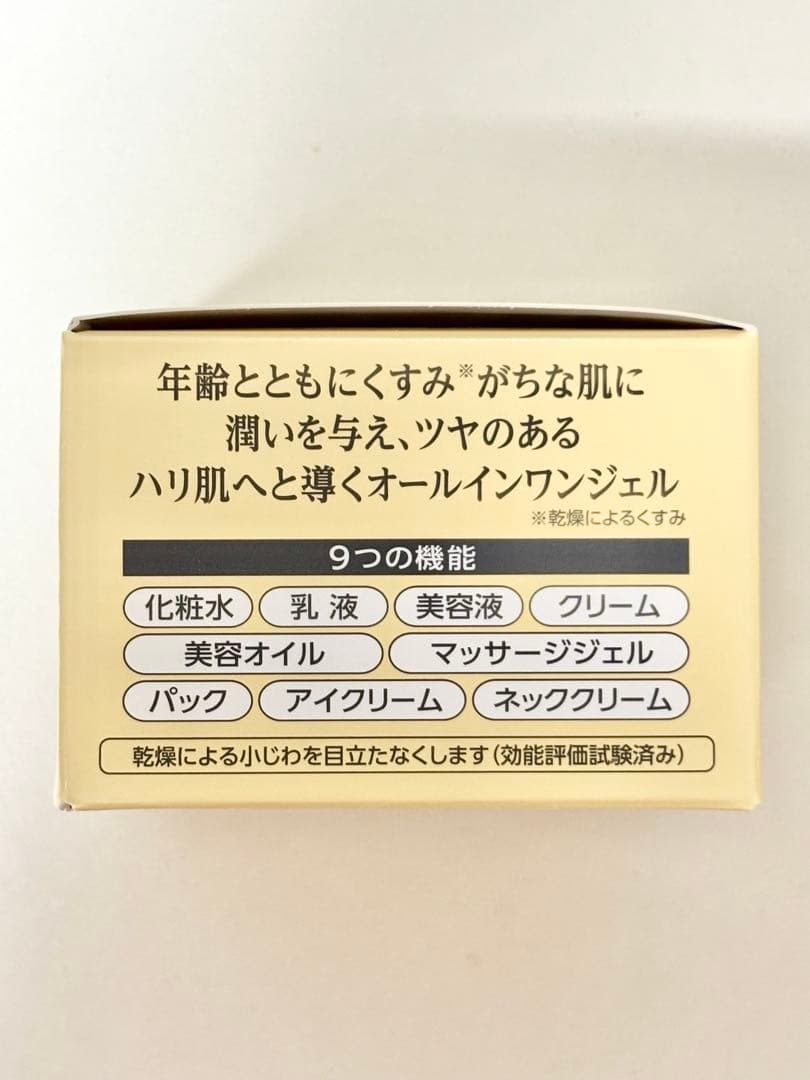 年齢とともにくすみ※がちな肌に
潤いを与え、ツヤのある
ハリ肌へと導くオールインワンジェル
※乾燥によるくすみ
9つの機能
化粧水 乳液 美容液 クリーム
美容オイル マッサージジェル
パック アイクリーム ネッククリーム
乾燥による小じわを目立たなくします(効能評価試験済み)